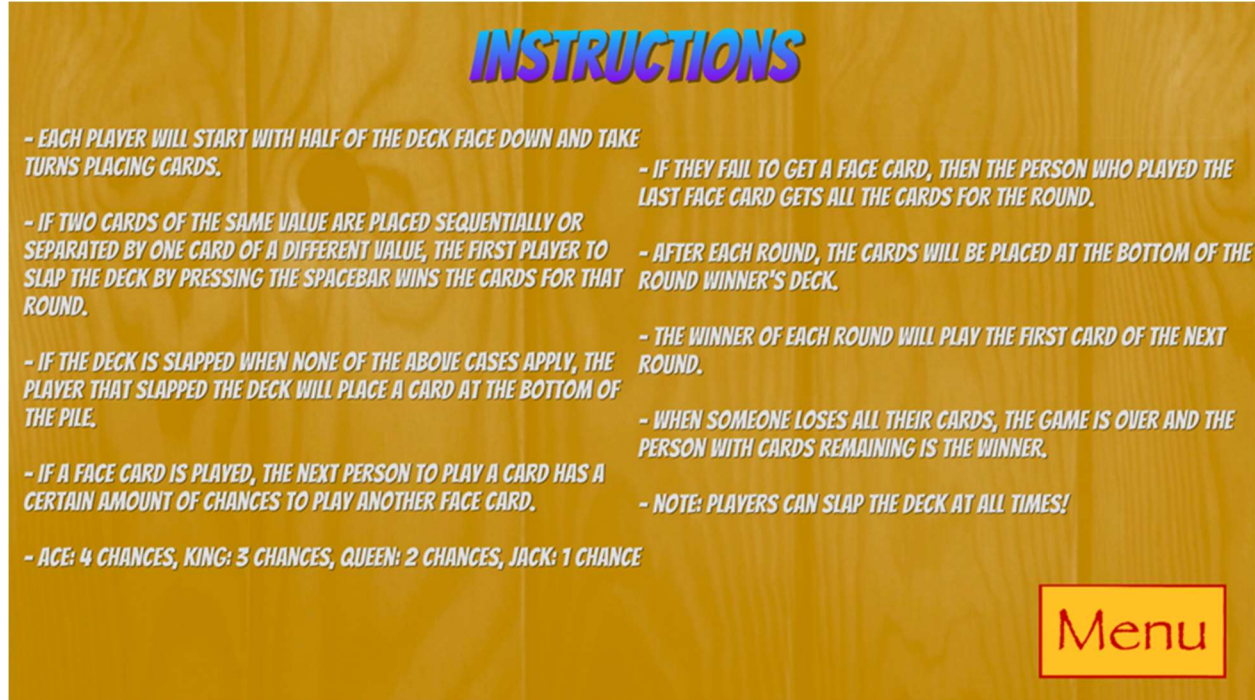 INSTRUCTIONS
- EACH PLAYER WILL START WITH HALF OF THE DECK FACE DOWN AND TAKE
TURNS PLACING CARDS.
- IF TWO CARDS OF THE SAME VALUE ARE PLACED SEQUENTIALLY OR
SEPARATED BY ONE CARD OF A DIFFERENT VALUE, THE FIRST PLAYER TO
SLAP THE DECK BY PRESSING THE SPACEBAR WINS THE CARDS FOR THAT
ROUND.
- IF THE DECK IS SLAPPED WHEN NONE OF THE ABOVE CASES APPLY, THE
PLAYER THAT SLAPPED THE DECK WILL PLACE A CARD AT THE BOTTOM OF
THE PILE.
- IF A FACE CARD IS PLAYED, THE NEXT PERSON TO PLAY A CARD HAS A
CERTAIN AMOUNT OF CHANCES TO PLAY ANOTHER FACE CARD.
- ACE: 4 CHANCES, KING: 3 CHANCES, QUEEN: 2 CHANCES, JACK: 1 CHANCE
- IF THEY FAIL TO GET A FACE CARD, THEN THE PERSON WHO PLAYED THE
LAST FACE CARD GETS ALL THE CARDS FOR THE ROUND.
- AFTER EACH ROUND, THE CARDS WILL BE PLACED AT THE BOTTOM OF THE
ROUND WINNER'S DECK.
- THE WINNER OF EACH ROUND WILL PLAY THE FIRST CARD OF THE NEXT
ROUND.
- WHEN SOMEONE LOSES ALL THEIR CARDS, THE GAME IS OVER AND THE
PERSON WITH CARDS REMAINING IS THE WINNER.
- NOTE: PLAYERS CAN SLAP THE DECK AT ALL TIMES!
Menu